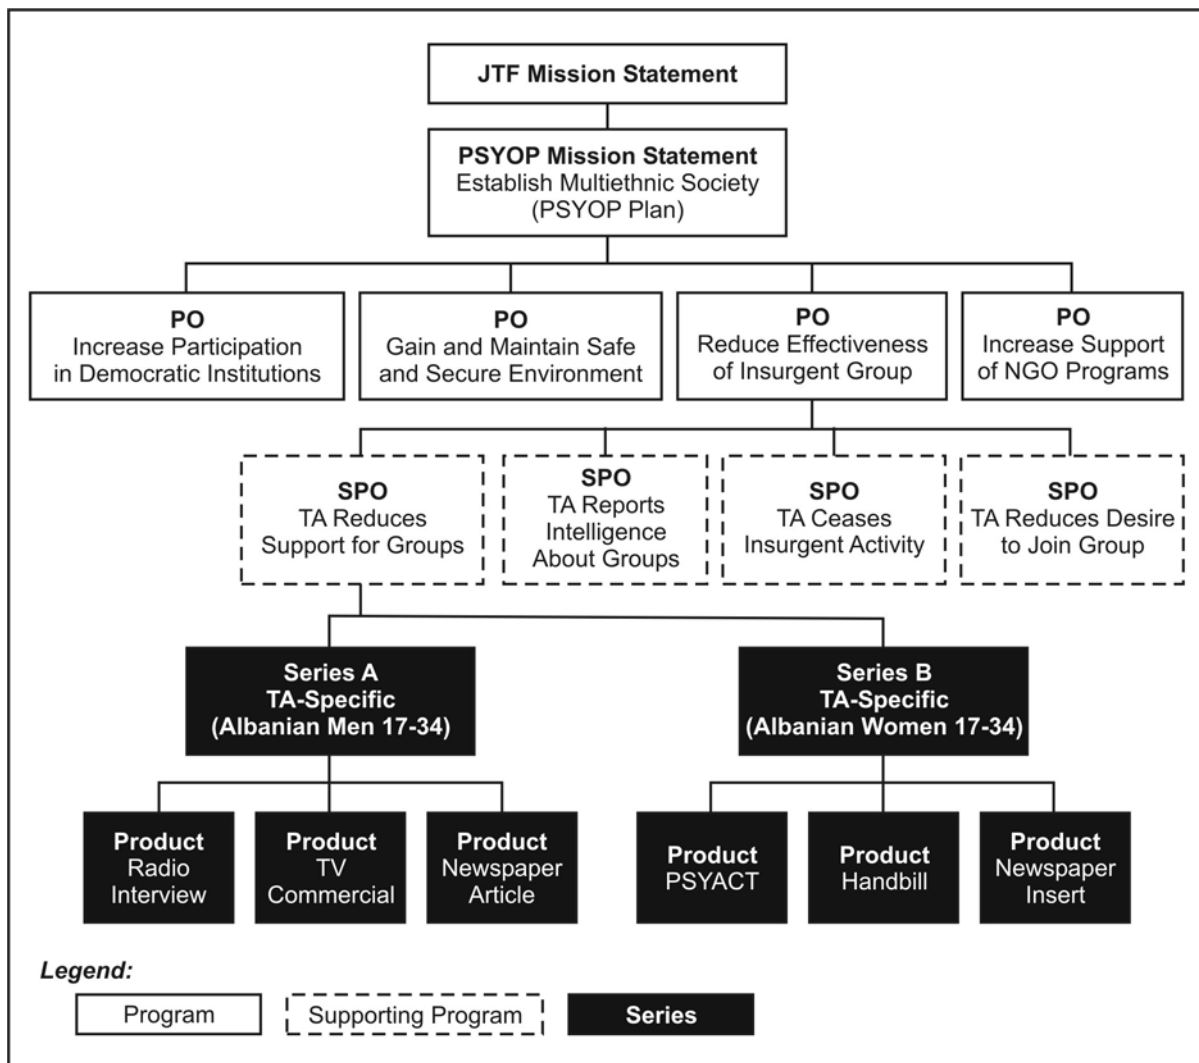 JTF Mission Statement
PSYOP Mission Statement
Establish Multiethnic Society
(PSYOP Plan)
PO
Increase Participation
in Democratic Institutions
PO
Gain and Maintain Safe
and Secure Environment
PO
Reduce Effectiveness
of Insurgent Group
PO
Increase Support
of NGO Programs
SPO
TA Reduces
Support for Groups
SPO
TA Reports
Intelligence
About Groups
SPO
TA Ceases
Insurgent Activity
SPO
TA Reduces Desire
to Join Group
Series A
TA-Specific
(Albanian Men 17-34)
Series B
TA-Specific
(Albanian Women 17-34)
Product
Radio
Interview
Product
TV
Commercial
Product
Newspaper
Article
Product
PSYACT
Product
Handbill
Product
Newspaper
Insert
Legend:
Program
Supporting Program
Series